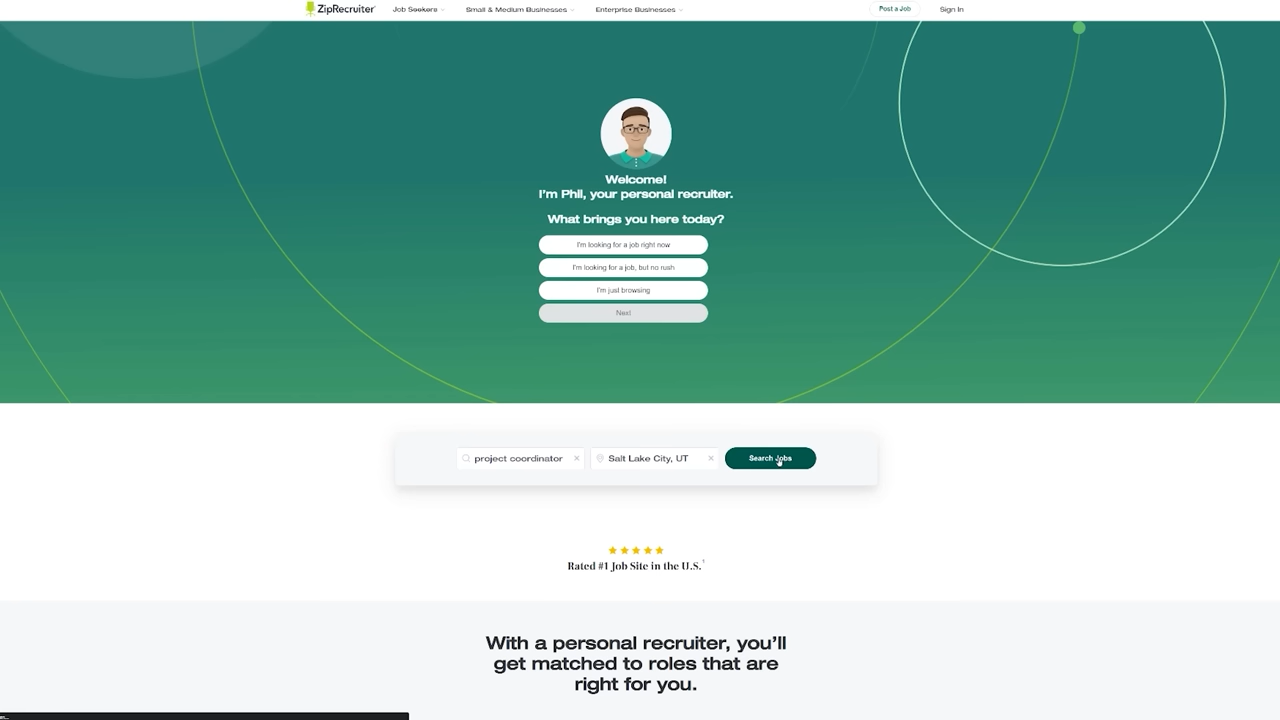 ZipRecruiter
Job Seekers
Small & Medium Businesses
Enterprise Businesses
Post a Job
Sign In
Welcome!
I'm Phil, your personal recruiter.
What brings you here today?
I'm looking for a job right now
I'm looking for a job, but no rush
I'm just browsing
Next
project coordinator
Salt Lake City, UT
Search Jobs
Rated #1 Job Site in the U.S.¹
With a personal recruiter, you'll
get matched to roles that are
right for you.